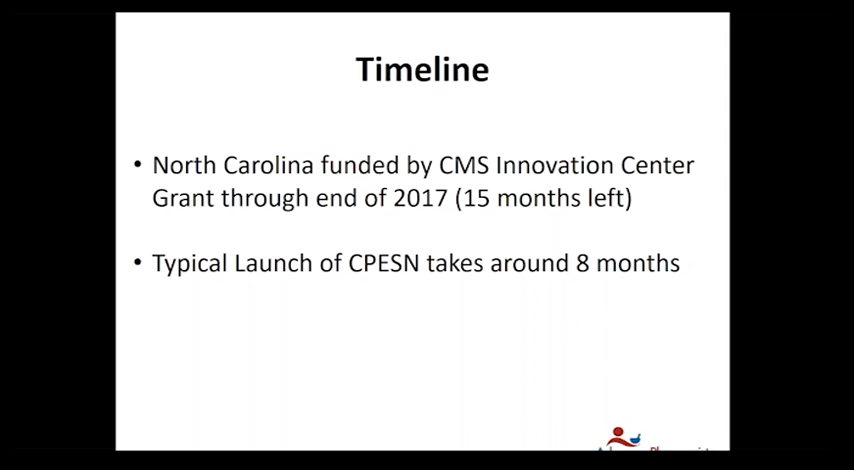 Timeline
• North Carolina funded by CMS Innovation Center
Grant through end of 2017 (15 months left)
• Typical Launch of CPESN takes around 8 months